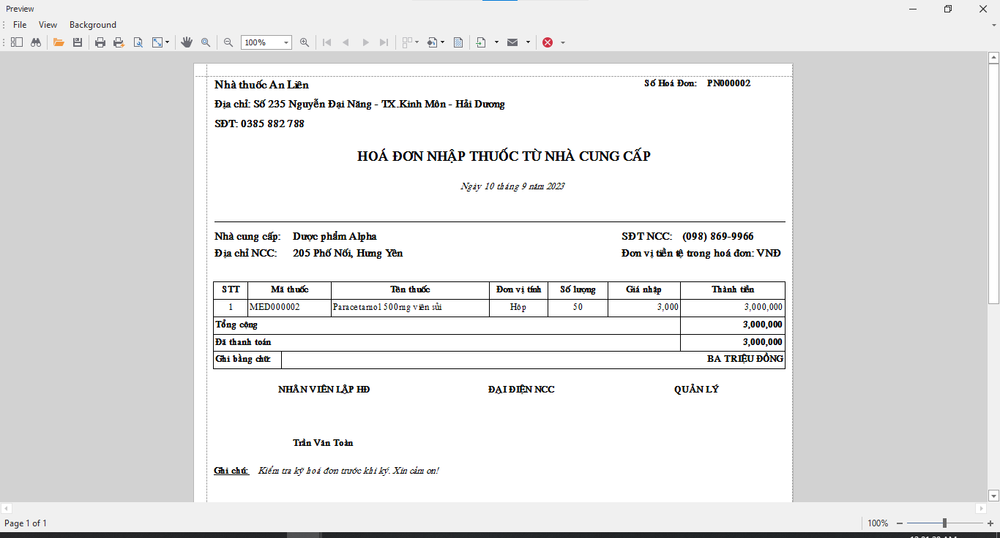 Preview
File View Background
100%
Nhà thuốc An Liên
Số Hoá Đơn: PN000002
Địa chỉ: Số 235 Nguyễn Đại Năng - TX.Kinh Môn - Hải Dương
SĐT: 0385 882 788
HOÁ ĐƠN NHẬP THUỐC TỪ NHÀ CUNG CẤP
Ngày 10 tháng 9 năm 2023
Nhà cung cấp: Dược phẩm Alpha SĐT NCC: (098) 869-9966
Địa chỉ NCC: 205 Phố Nối, Hưng Yên Đơn vị tiền tệ trong hoá đơn: VNĐ
STT Mã thuốc Tên thuốc Đơn vị tính Số lượng Giá nhập Thành tiền
1 MED000002 Paracetamol 500mg viên sủi Hộp 50 3,000 3,000,000
Tổng cộng 3,000,000
Đã thanh toán 3,000,000
Ghi bằng chữ BA TRIỆU ĐỒNG
NHÂN VIÊN LẬP HĐ ĐẠI ĐIỆN NCC QUẢN LÝ
Trần Văn Toàn
Ghi chú: Kiểm tra kỹ hoá đơn trước khi ký. Xin cảm ơn!
Page 1 of 1 100%